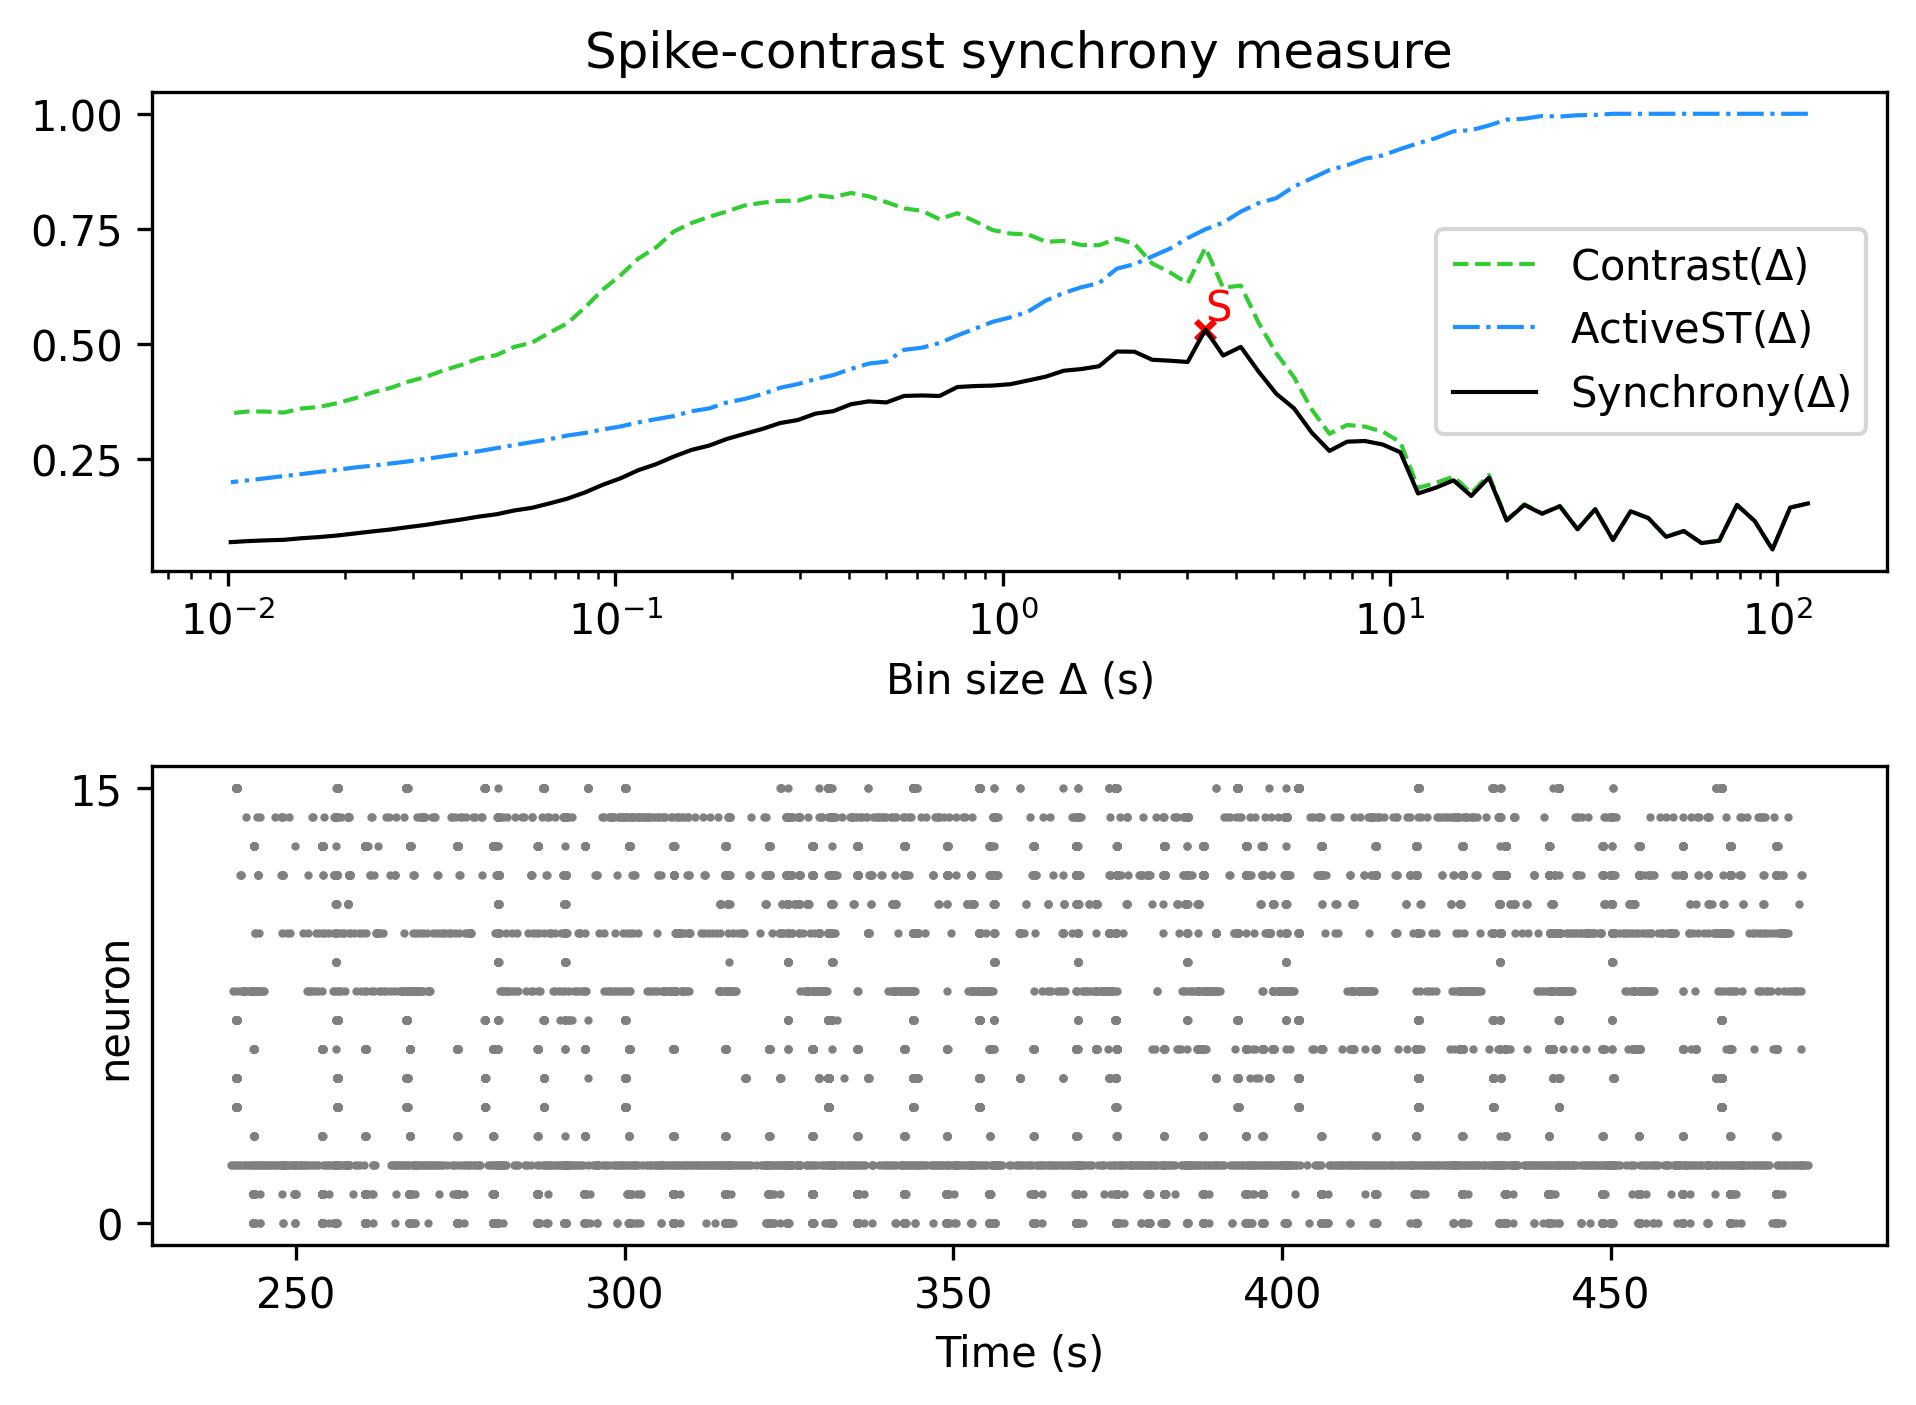 Spike-contrast synchrony measure
1.00
0.75
0.50
0.25
S
Contrast(Δ)
ActiveST(Δ)
Synchrony(Δ)
10⁻² 10⁻¹ 10⁰ 10¹ 10²
Bin size Δ (s)
15
neuron
0
250 300 350 400 450
Time (s)